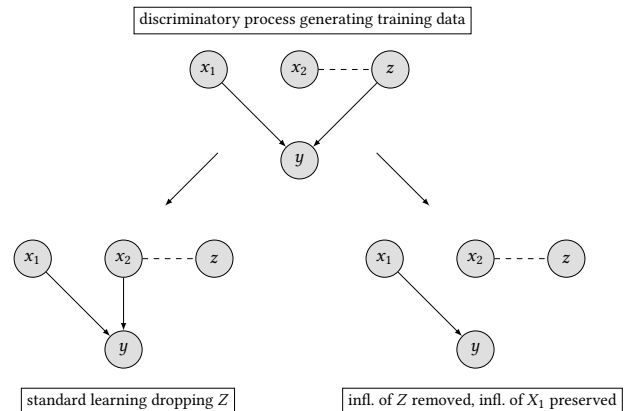 discriminatory process generating training data
x₁ x₂ z
y
x₁ x₂ z x₁ x₂ z
y y
standard learning dropping Z infl. of Z removed, infl. of X₁ preserved